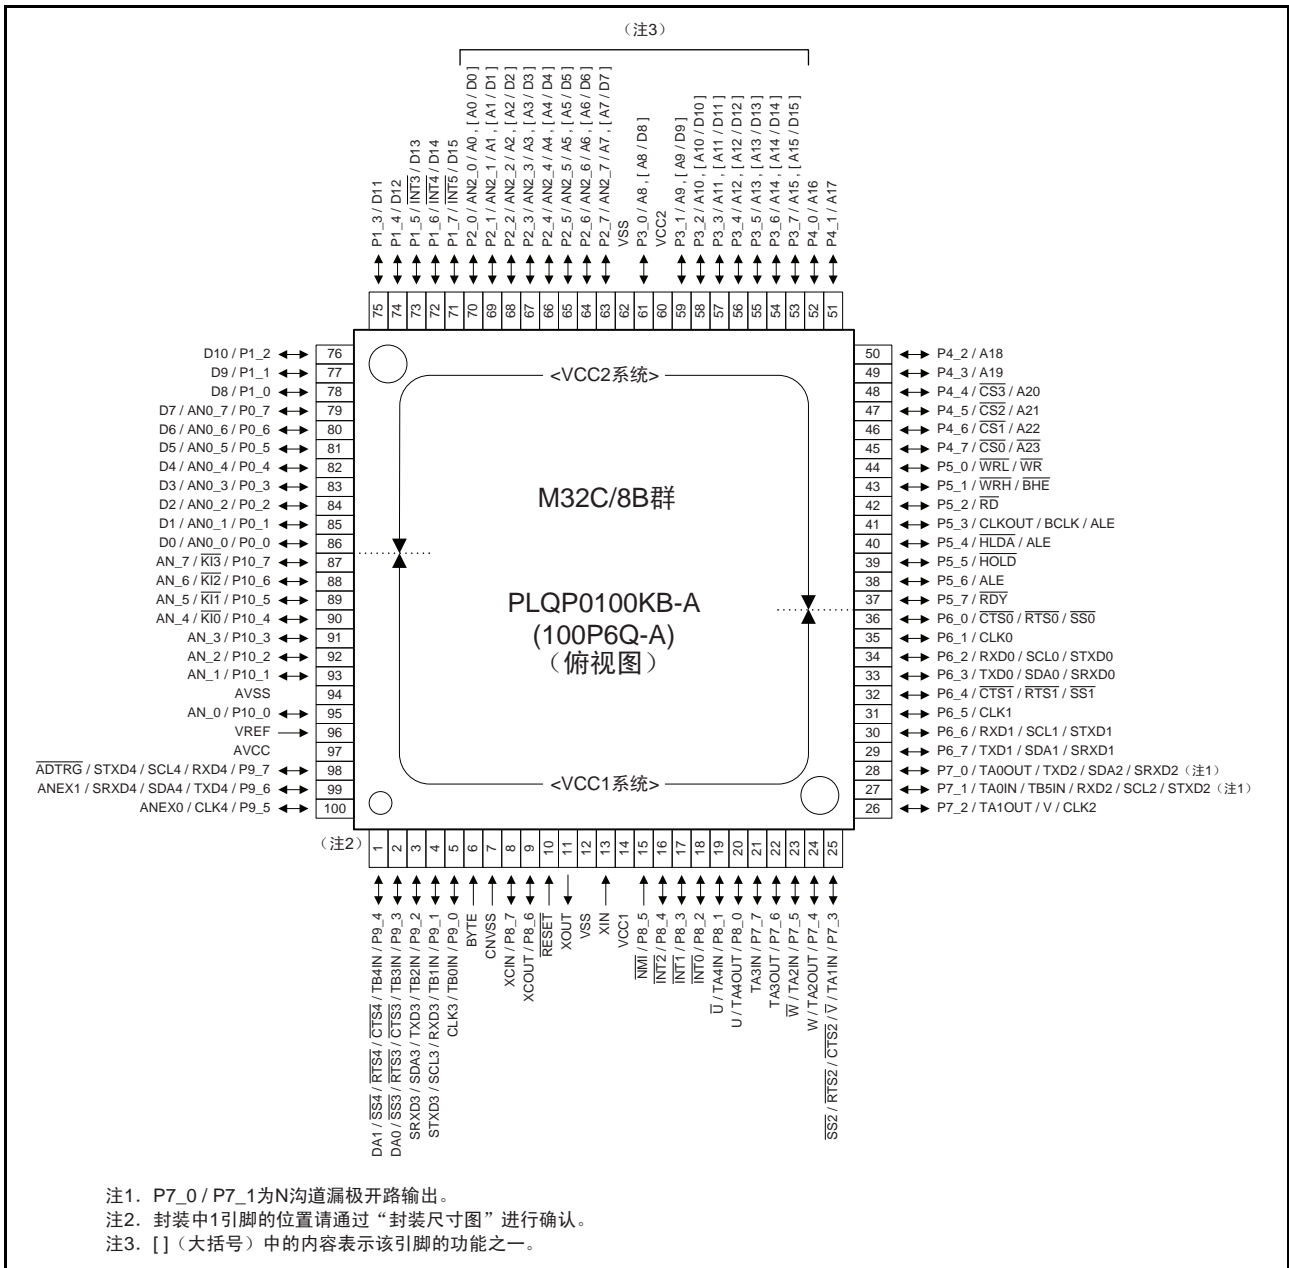 （注3）
P1_3 / D11
P1_4 / D12
P1_5 / INT3 / D13
P1_6 / INT4 / D14
P1_7 / INT5 / D15
P2_0 / AN2_0 / A0 , [ A0 / D0 ]
P2_1 / AN2_1 / A1 , [ A1 / D1 ]
P2_2 / AN2_2 / A2 , [ A2 / D2 ]
P2_3 / AN2_3 / A3 , [ A3 / D3 ]
P2_4 / AN2_4 / A4 , [ A4 / D4 ]
P2_5 / AN2_5 / A5 , [ A5 / D5 ]
P2_6 / AN2_6 / A6 , [ A6 / D6 ]
P2_7 / AN2_7 / A7 , [ A7 / D7 ]
VSS
P3_0 / A8 , [ A8 / D8 ]
VCC2
P3_1 / A9 , [ A9 / D9 ]
P3_2 / A10 , [ A10 / D10 ]
P3_3 / A11 , [ A11 / D11 ]
P3_4 / A12 , [ A12 / D12 ]
P3_5 / A13 , [ A13 / D13 ]
P3_6 / A14 , [ A14 / D14 ]
P3_7 / A15 , [ A15 / D15 ]
P4_0 / A16
P4_1 / A17
75 74 73 72 71 70 69 68 67 66 65 64 63 62 61 60 59 58 57 56 55 54 53 52 51
D10 / P1_2 76
D9 / P1_1 77
D8 / P1_0 78
D7 / AN0_7 / P0_7 79
D6 / AN0_6 / P0_6 80
D5 / AN0_5 / P0_5 81
D4 / AN0_4 / P0_4 82
D3 / AN0_3 / P0_3 83
D2 / AN0_2 / P0_2 84
D1 / AN0_1 / P0_1 85
D0 / AN0_0 / P0_0 86
AN_7 / KI3 / P10_7 87
AN_6 / KI2 / P10_6 88
AN_5 / KI1 / P10_5 89
AN_4 / KI0 / P10_4 90
AN_3 / P10_3 91
AN_2 / P10_2 92
AN_1 / P10_1 93
AVSS 94
AN_0 / P10_0 95
VREF 96
AVCC 97
ADTRG / STXD4 / SCL4 / RXD4 / P9_7 98
ANEX1 / SRXD4 / SDA4 / TXD4 / P9_6 99
ANEX0 / CLK4 / P9_5 100
<VCC2系统>
M32C/8B群
PLQP0100KB-A
(100P6Q-A)
（俯视图）
<VCC1系统>
50 P4_2 / A18
49 P4_3 / A19
48 P4_4 / CS3 / A20
47 P4_5 / CS2 / A21
46 P4_6 / CS1 / A22
45 P4_7 / CS0 / A23
44 P5_0 / WRL / WR
43 P5_1 / WRH / BHE
42 P5_2 / RD
41 P5_3 / CLKOUT / BCLK / ALE
40 P5_4 / HLDA / ALE
39 P5_5 / HOLD
38 P5_6 / ALE
37 P5_7 / RDY
36 P6_0 / CTS0 / RTS0 / SS0
35 P6_1 / CLK0
34 P6_2 / RXD0 / SCL0 / STXD0
33 P6_3 / TXD0 / SDA0 / SRXD0
32 P6_4 / CTS1 / RTS1 / SS1
31 P6_5 / CLK1
30 P6_6 / RXD1 / SCL1 / STXD1
29 P6_7 / TXD1 / SDA1 / SRXD1
28 P7_0 / TA0OUT / TXD2 / SDA2 / SRXD2（注1）
27 P7_1 / TA0IN / TB5IN / RXD2 / SCL2 / STXD2（注1）
26 P7_2 / TA1OUT / V / CLK2
（注2）
1 2 3 4 5 6 7 8 9 10 11 12 13 14 15 16 17 18 19 20 21 22 23 24 25
DA1 / SS4 / RTS4 / CTS4 / TB4IN / P9_4
DA0 / SS3 / RTS3 / CTS3 / TB3IN / P9_3
SRXD3 / SDA3 / TXD3 / TB2IN / P9_2
STXD3 / SCL3 / RXD3 / TB1IN / P9_1
CLK3 / TB0IN / P9_0
BYTE
CNVSS
XCIN / P8_7
XCOUT / P8_6
RESET
XOUT
VSS
XIN
VCC1
NMI / P8_5
INT2 / P8_4
INT1 / P8_3
INT0 / P8_2
U / TA4IN / P8_1
U / TA4OUT / P8_0
TA3IN / P7_7
TA3OUT / P7_6
W / TA2IN / P7_5
W / TA2OUT / P7_4
SS2 / RTS2 / CTS2 / V / TA1IN / P7_3
注1．P7_0 / P7_1为N沟道漏极开路输出。
注2．封装中1引脚的位置请通过“封装尺寸图”进行确认。
注3．[ ]（大括号）中的内容表示该引脚的功能之一。